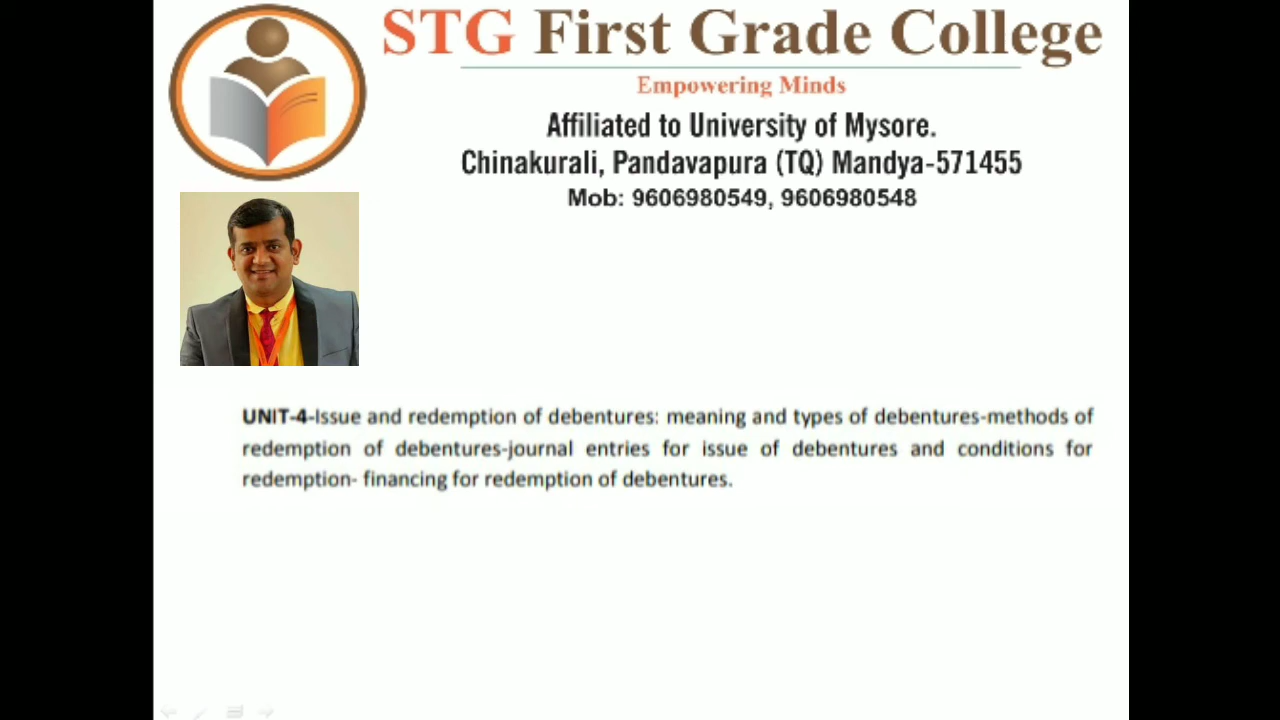 STG First Grade College
Empowering Minds
Affiliated to University of Mysore.
Chinakurali, Pandavapura (TQ) Mandya-571455
Mob: 9606980549, 9606980548
UNIT-4-Issue and redemption of debentures: meaning and types of debentures-methods of
redemption of debentures-journal entries for issue of debentures and conditions for
redemption- financing for redemption of debentures.